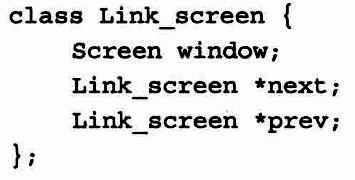 class Link_screen {
    Screen window;
    Link_screen *next;
    Link_screen *prev;
};